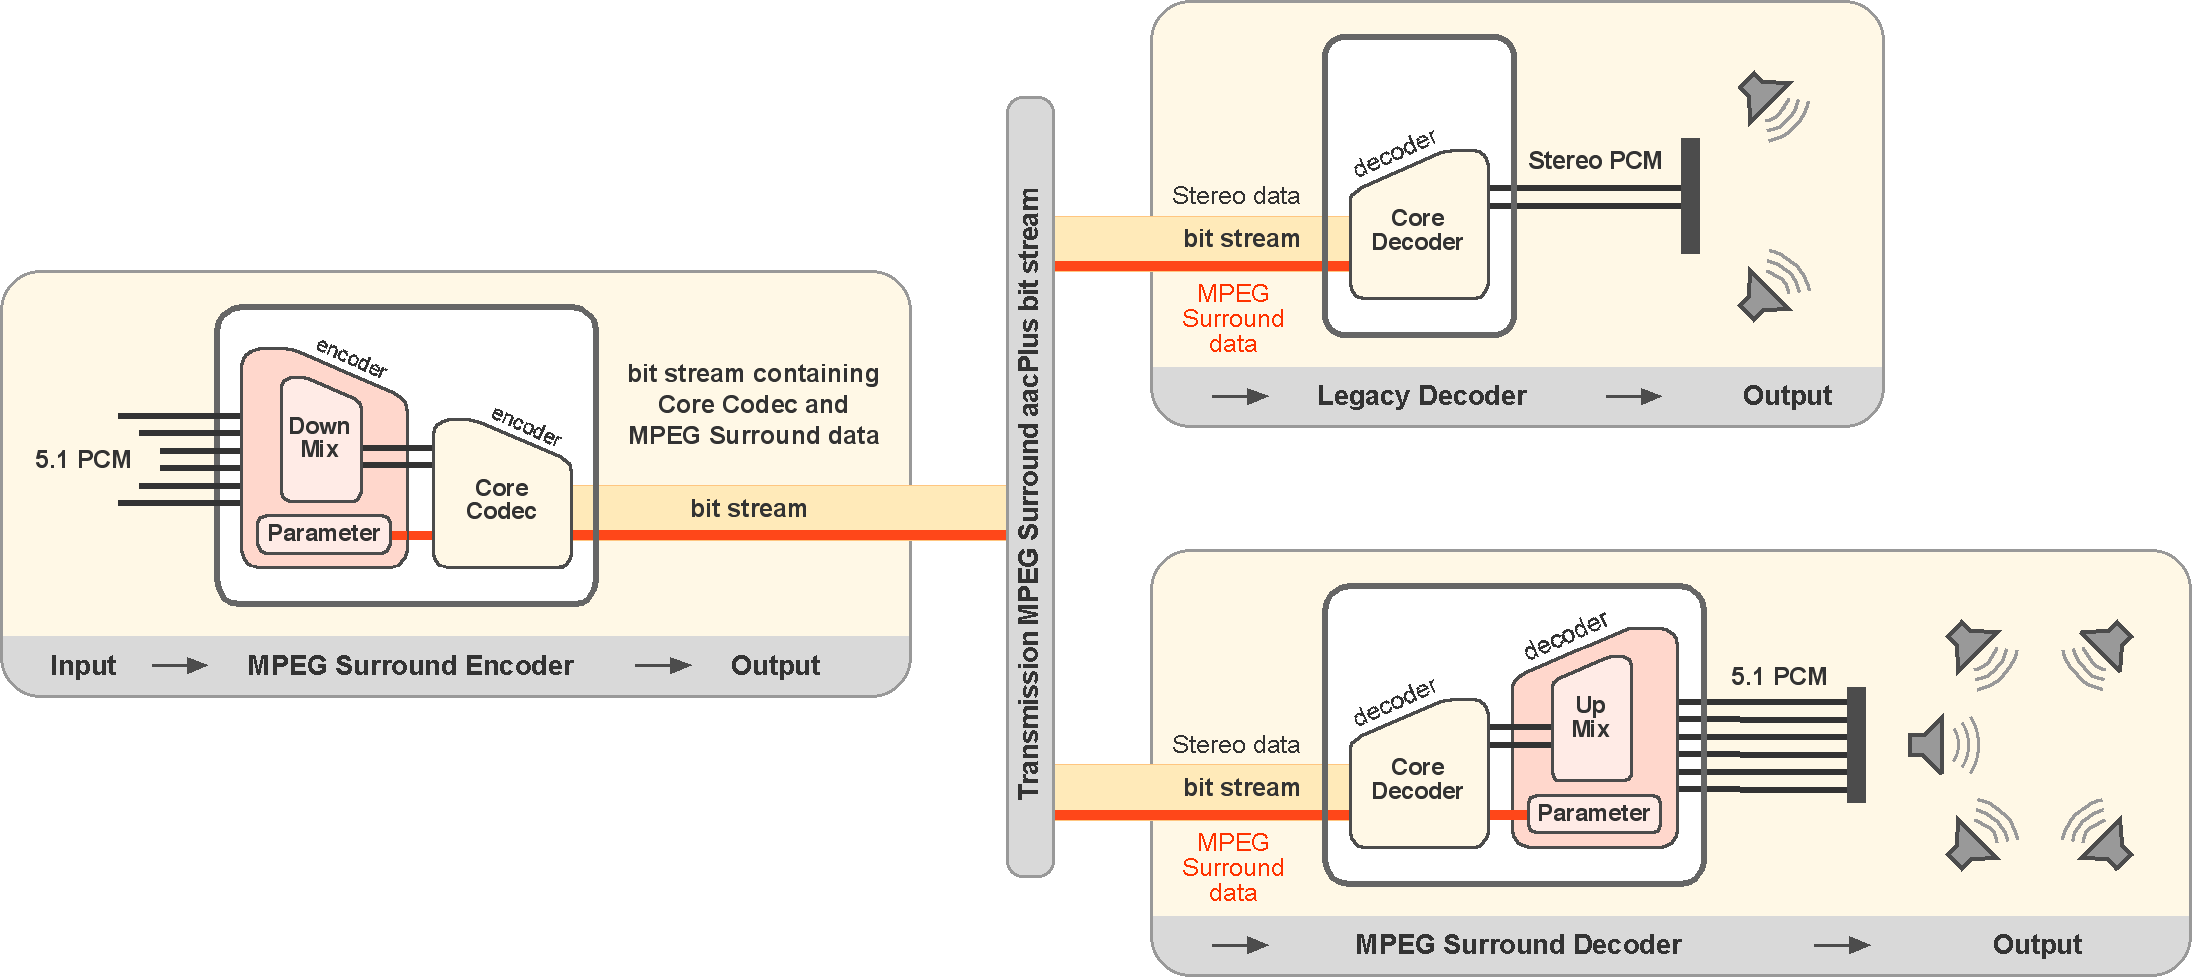 5.1 PCM
encoder
Down
Mix
Parameter
encoder
Core
Codec
bit stream containing
Core Codec and
MPEG Surround data
bit stream
Input
MPEG Surround Encoder
Output
Transmission MPEG Surround aacPlus bit stream
Stereo data
bit stream
MPEG
Surround
data
decoder
Core
Decoder
Stereo PCM
Legacy Decoder
Output
Stereo data
bit stream
MPEG
Surround
data
decoder
Core
Decoder
decoder
Up
Mix
Parameter
5.1 PCM
MPEG Surround Decoder
Output